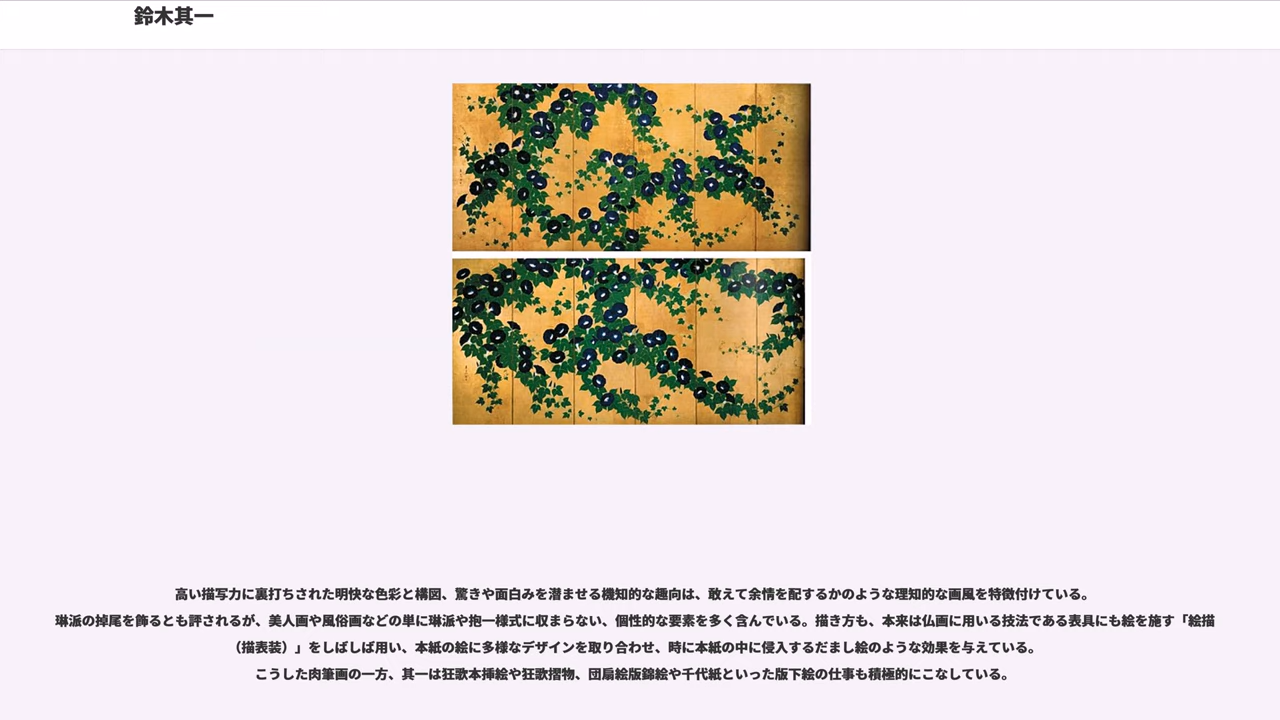 鈴木其一
高い描写力に裏打ちされた明快な色彩と構図、驚きや面白みを潜ませる機知的な趣向は、敢えて余情を配するかのような理知的な画風を特徴付けている。
琳派の掉尾を飾るとも評されるが、美人画や風俗画などの単に琳派や抱一様式に収まらない、個性的な要素を多く含んでいる。描き方も、本来は仏画に用いる技法である表具にも絵を施す「絵描
（描表装）」をしばしば用い、本紙の絵に多様なデザインを取り合わせ、時に本紙の中に侵入するだまし絵のような効果を与えている。
こうした肉筆画の一方、其一は狂歌本挿絵や狂歌摺物、団扇絵版錦絵や千代紙といった版下絵の仕事も積極的にこなしている。